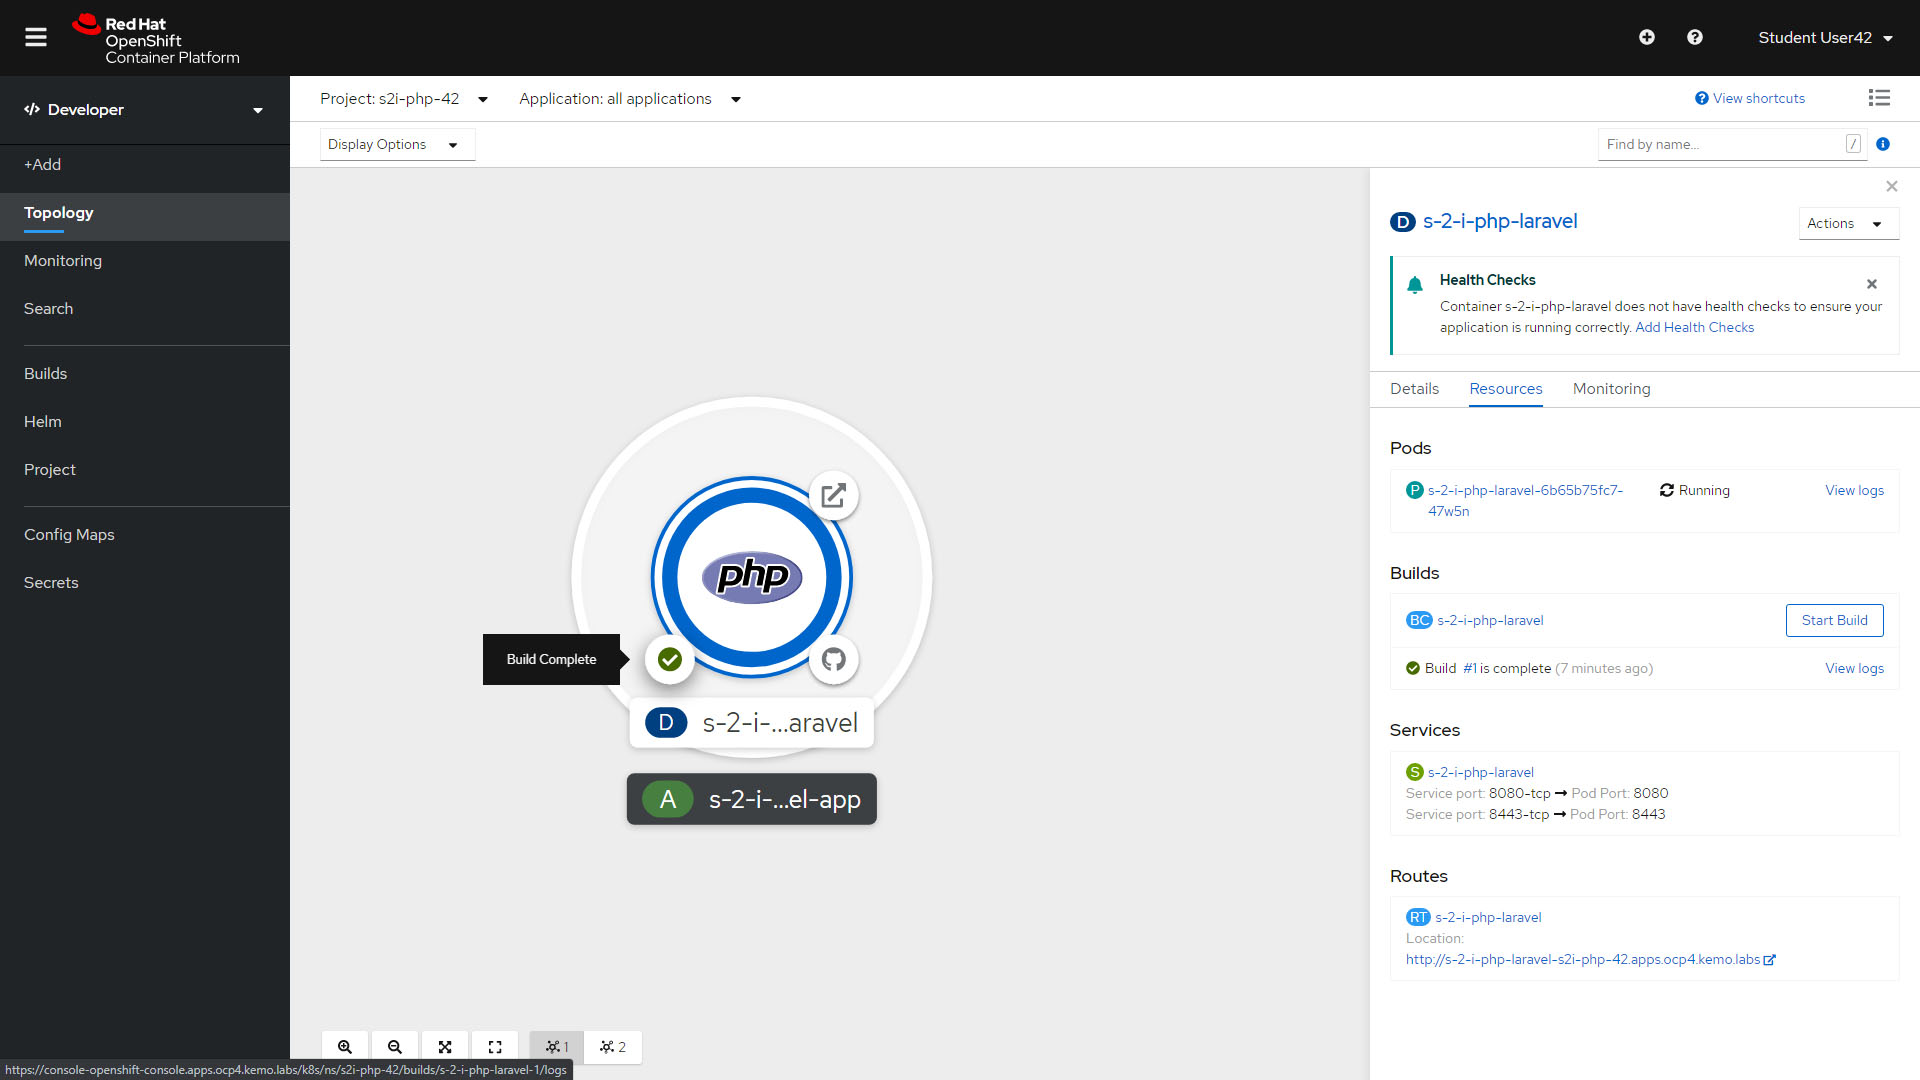 Red Hat
OpenShift
Container Platform
Student User42
Developer
+Add
Topology
Monitoring
Search
Builds
Helm
Project
Config Maps
Secrets
Project: s2i-php-42
Application: all applications
View shortcuts
Display Options
Find by name...
/
php
Build Complete
D s-2-i-...aravel
A s-2-i-...el-app
1
2
https://console-openshift-console.apps.ocp4.kemo.labs/k8s/ns/s2i-php-42/builds/s-2-i-php-laravel-1/logs
D s-2-i-php-laravel
Actions
Health Checks
Container s-2-i-php-laravel does not have health checks to ensure your
application is running correctly. Add Health Checks
Details
Resources
Monitoring
Pods
P s-2-i-php-laravel-6b65b75fc7-
47w5n
Running
View logs
Builds
BC s-2-i-php-laravel
Start Build
Build #1 is complete (7 minutes ago)
View logs
Services
S s-2-i-php-laravel
Service port: 8080-tcp → Pod Port: 8080
Service port: 8443-tcp → Pod Port: 8443
Routes
RT s-2-i-php-laravel
Location:
http://s-2-i-php-laravel-s2i-php-42.apps.ocp4.kemo.labs